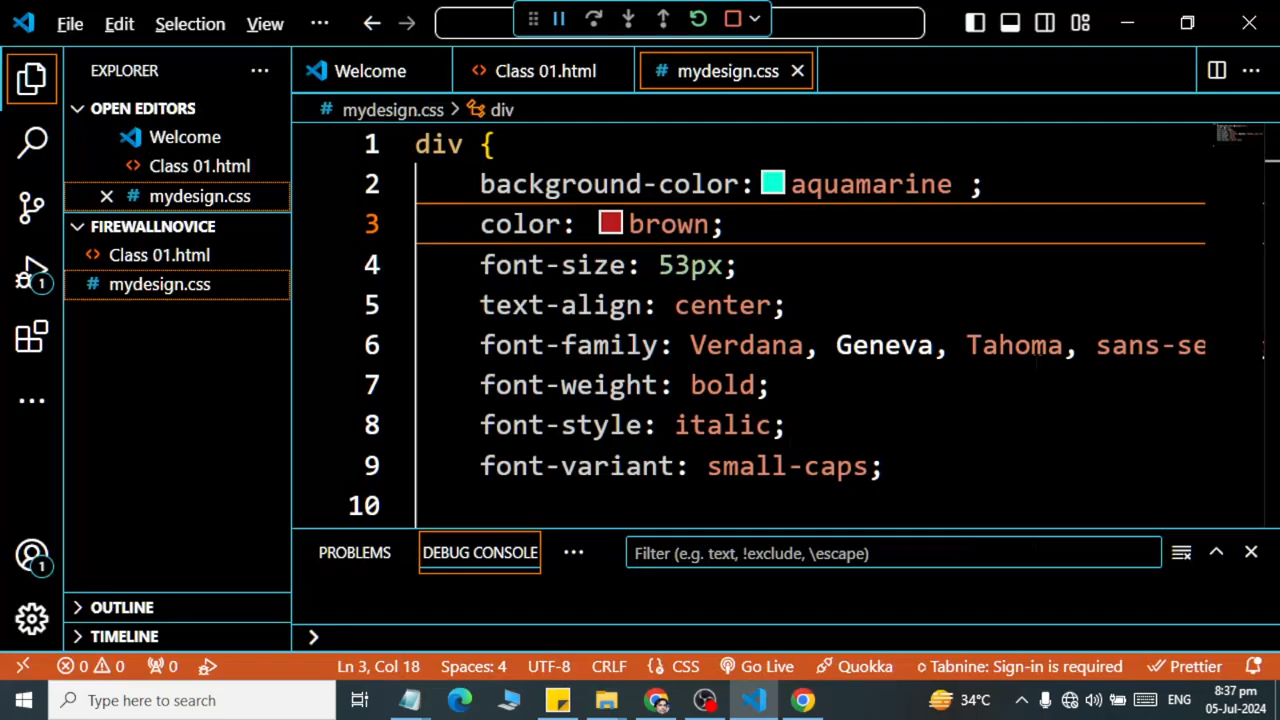 File Edit Selection View
EXPLORER
OPEN EDITORS
Welcome
Class 01.html
mydesign.css
FIREWALLNOVICE
Class 01.html
mydesign.css
OUTLINE
TIMELINE
Welcome Class 01.html mydesign.css
mydesign.css > div
1 div {
2 background-color: aquamarine ;
3 color: brown;
4 font-size: 53px;
5 text-align: center;
6 font-family: Verdana, Geneva, Tahoma, sans-se
7 font-weight: bold;
8 font-style: italic;
9 font-variant: small-caps;
10
PROBLEMS DEBUG CONSOLE Filter (e.g. text, !exclude, \escape)
1
1
0 0 0 Ln 3, Col 18 Spaces: 4 UTF-8 CRLF CSS Go Live Quokka Tabnine: Sign-in is required Prettier
Type here to search 34°C ENG 8:37 pm
05-Jul-2024